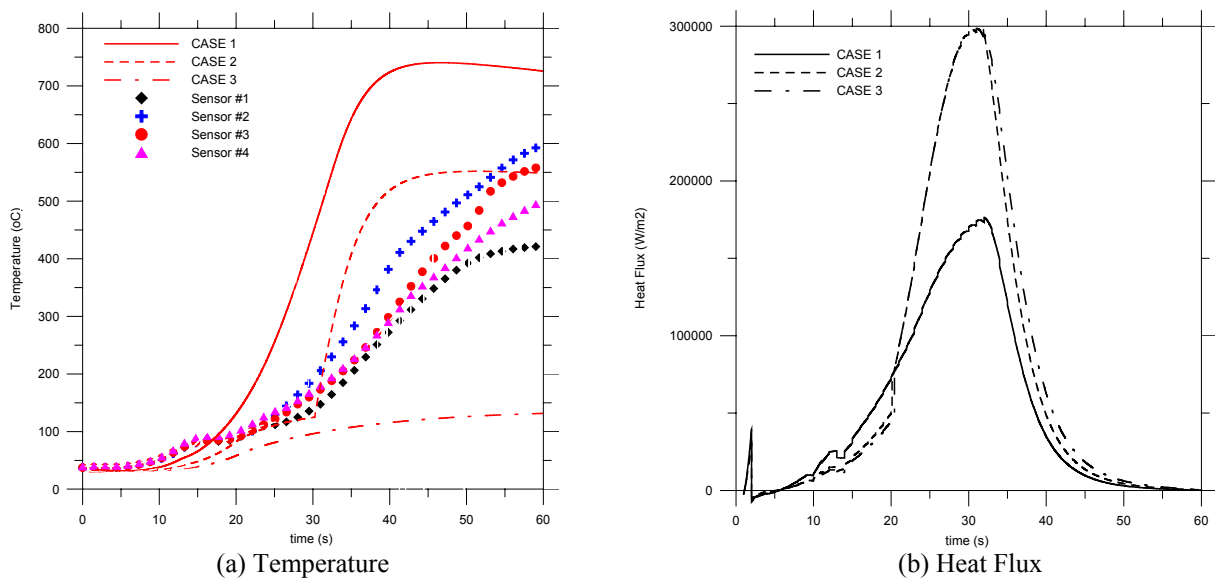 800
700
600
500
400
300
200
100
0
Temperature (oC)
CASE 1
CASE 2
CASE 3
Sensor #1
Sensor #2
Sensor #3
Sensor #4
0 10 20 30 40 50 60
time (s)
(a) Temperature
300000
200000
100000
0
Heat Flux (W/m2)
CASE 1
CASE 2
CASE 3
0 10 20 30 40 50 60
time (s)
(b) Heat Flux